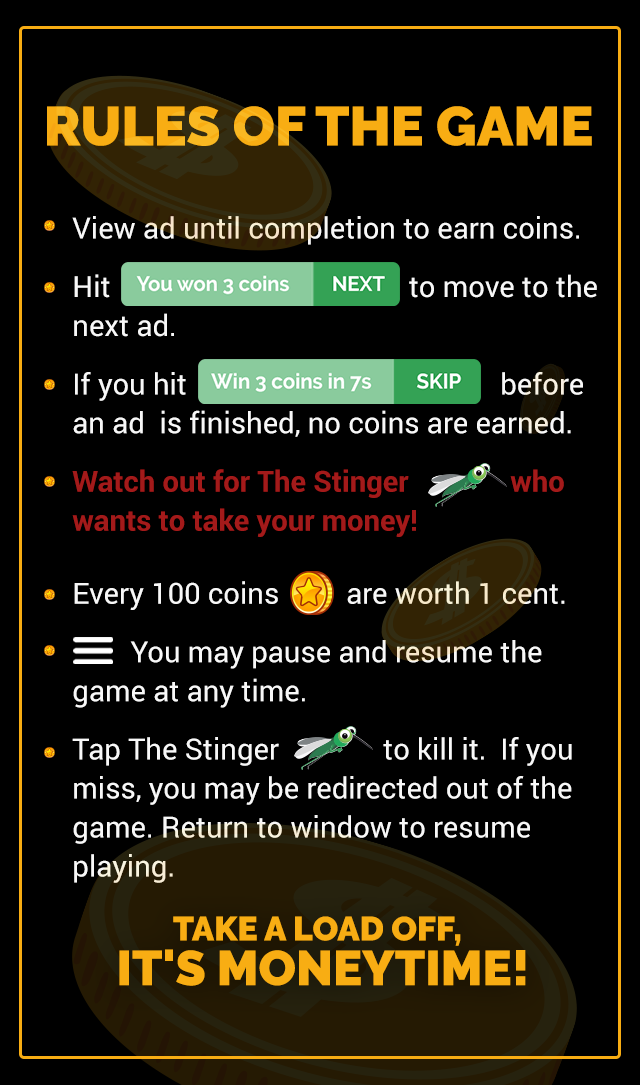 RULES OF THE GAME
View ad until completion to earn coins.
Hit You won 3 coins NEXT to move to the
next ad.
If you hit Win 3 coins in 7s SKIP before
an ad is finished, no coins are earned.
Watch out for The Stinger who
wants to take your money!
Every 100 coins are worth 1 cent.
You may pause and resume the
game at any time.
Tap The Stinger to kill it. If you
miss, you may be redirected out of the
game. Return to window to resume
playing.
TAKE A LOAD OFF,
IT'S MONEYTIME!